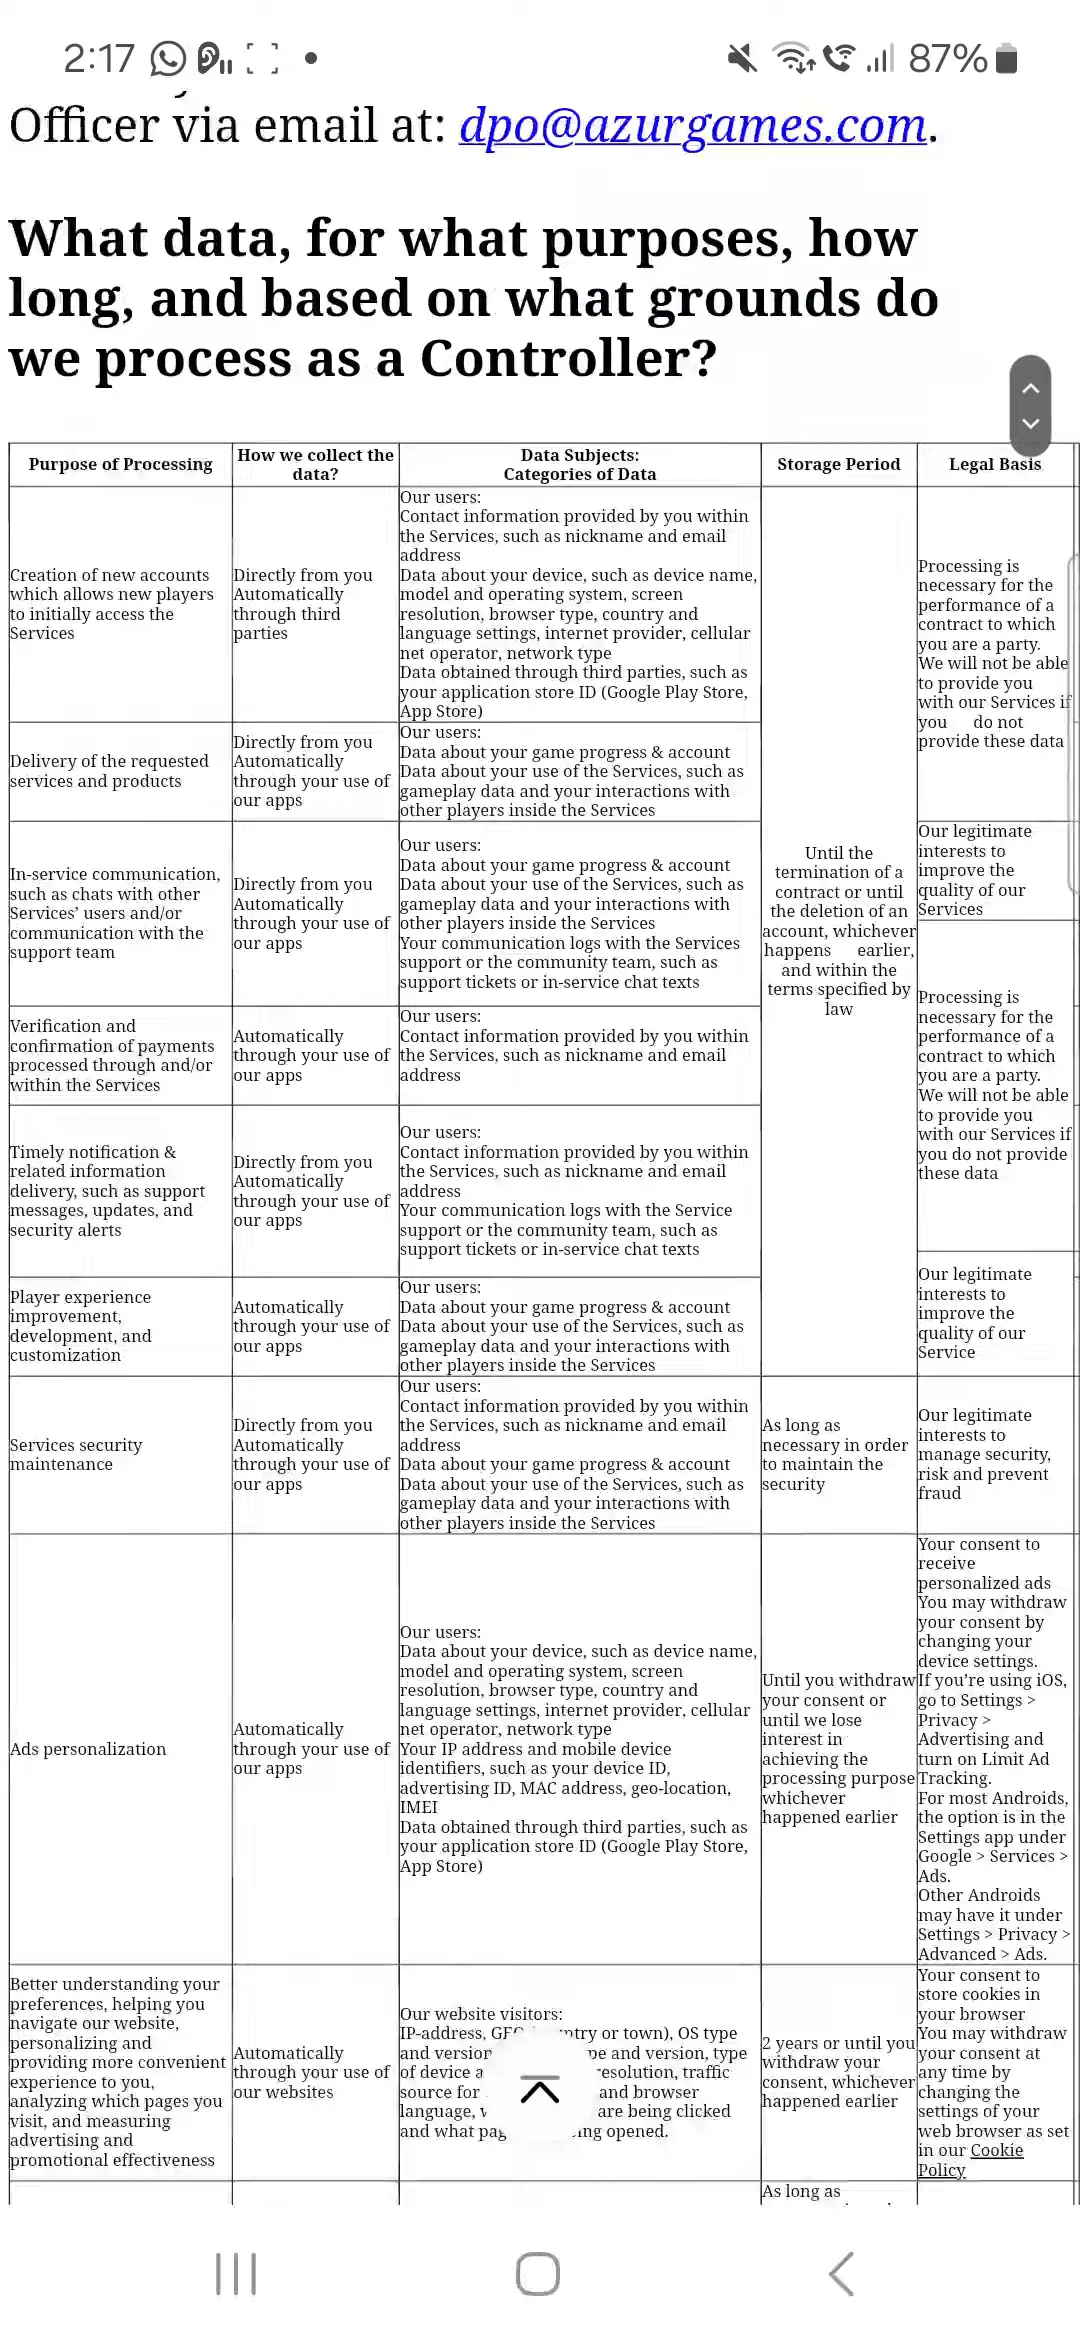 2:17
87%
Officer via email at: dpo@azurgames.com.
What data, for what purposes, how
long, and based on what grounds do
we process as a Controller?
Purpose of Processing
How we collect the
data?
Data Subjects:
Categories of Data
Storage Period
Legal Basis
Creation of new accounts
which allows new players
to initially access the
Services
Directly from you
Automatically
through third
parties
Our users:
Contact information provided by you within
the Services, such as nickname and email
address
Data about your device, such as device name,
model and operating system, screen
resolution, browser type, country and
language settings, internet provider, cellular
net operator, network type
Data obtained through third parties, such as
your application store ID (Google Play Store,
App Store)
Until the
termination of a
contract or until
the deletion of an
account, whichever
happens earlier,
and within the
terms specified by
law
Processing is
necessary for the
performance of a
contract to which
you are a party.
We will not be able
to provide you
with our Services if
you do not
provide these data
Delivery of the requested
services and products
Directly from you
Automatically
through your use of
our apps
Our users:
Data about your game progress & account
Data about your use of the Services, such as
gameplay data and your interactions with
other players inside the Services
In-service communication,
such as chats with other
Services’ users and/or
communication with the
support team
Directly from you
Automatically
through your use of
our apps
Our users:
Data about your game progress & account
Data about your use of the Services, such as
gameplay data and your interactions with
other players inside the Services
Your communication logs with the Services
support or the community team, such as
support tickets or in-service chat texts
Our legitimate
interests to
improve the
quality of our
Services
Verification and
confirmation of payments
processed through and/or
within the Services
Automatically
through your use of
our apps
Our users:
Contact information provided by you within
the Services, such as nickname and email
address
Processing is
necessary for the
performance of a
contract to which
you are a party.
We will not be able
to provide you
with our Services if
you do not provide
these data
Timely notification &
related information
delivery, such as support
messages, updates, and
security alerts
Directly from you
Automatically
through your use of
our apps
Our users:
Contact information provided by you within
the Services, such as nickname and email
address
Your communication logs with the Service
support or the community team, such as
support tickets or in-service chat texts
Player experience
improvement,
development, and
customization
Automatically
through your use of
our apps
Our users:
Data about your game progress & account
Data about your use of the Services, such as
gameplay data and your interactions with
other players inside the Services
Our legitimate
interests to
improve the
quality of our
Service
Services security
maintenance
Directly from you
Automatically
through your use of
our apps
Our users:
Contact information provided by you within
the Services, such as nickname and email
address
Data about your game progress & account
Data about your use of the Services, such as
gameplay data and your interactions with
other players inside the Services
As long as
necessary in order
to maintain the
security
Our legitimate
interests to
manage security,
risk and prevent
fraud
Ads personalization
Automatically
through your use of
our apps
Our users:
Data about your device, such as device name,
model and operating system, screen
resolution, browser type, country and
language settings, internet provider, cellular
net operator, network type
Your IP address and mobile device
identifiers, such as your device ID,
advertising ID, MAC address, geo-location,
IMEI
Data obtained through third parties, such as
your application store ID (Google Play Store,
App Store)
Until you withdraw
your consent or
until we lose
interest in
achieving the
processing purpose
whichever
happened earlier
Your consent to
receive
personalized ads
You may withdraw
your consent by
changing your
device settings.
If you’re using iOS,
go to Settings >
Privacy >
Advertising and
turn on Limit Ad
Tracking.
For most Androids,
the option is in the
Settings app under
Google > Services >
Ads.
Other Androids
may have it under
Settings > Privacy >
Advanced > Ads.
Better understanding your
preferences, helping you
navigate our website,
personalizing and
providing more convenient
experience to you,
analyzing which pages you
visit, and measuring
advertising and
promotional effectiveness
Automatically
through your use of
our websites
Our website visitors:
IP-address, or town), OS type
and version and version, type
of device resolution, traffic
source for and browser
language, are being clicked
and what opened.
2 years or until you
withdraw your
consent, whichever
happened earlier
Your consent to
store cookies in
your browser
You may withdraw
your consent at
any time by
changing the
settings of your
web browser as set
in our Cookie
Policy
As long as